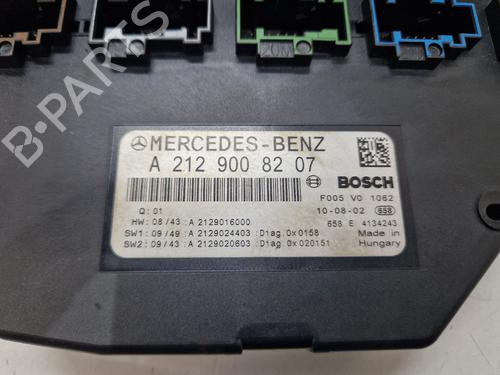 20M
MERCEDES-BENZ
A 212 900 82 07
BOSCH
Q: 01
F005 V0 1062
HW: 08/43: A 2129016000
10-08-02 658
SW1: 09/49 A 2129024403: Diag.0x0158
658 E 4134243
SW2: 09/43 A 2129020603: Diag.0x020151
Made in
Hungary
B-PARTS